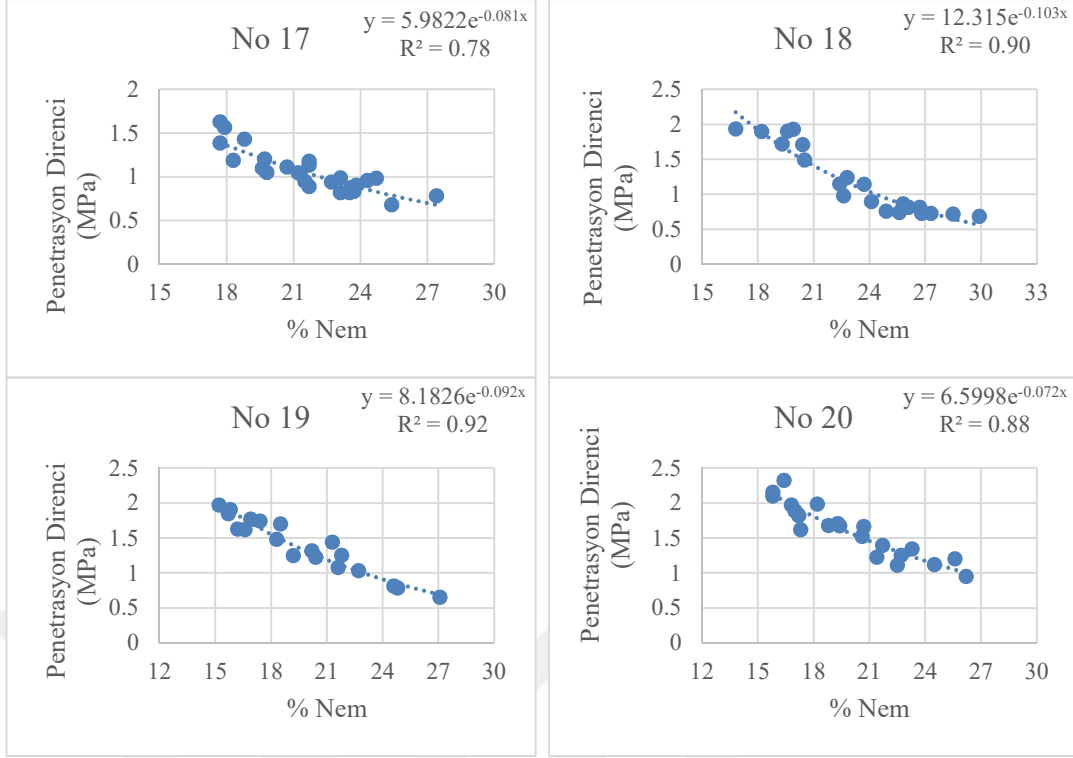 No 17
y = 5.9822e^-0.081x
R² = 0.78
Penetrasyon Direnci
(MPa)
2
1.5
1
0.5
0
15 18 21 24 27 30
% Nem
No 18
y = 12.315e^-0.103x
R² = 0.90
Penetrasyon Direnci
(MPa)
2.5
2
1.5
1
0.5
0
15 18 21 24 27 30 33
% Nem
No 19
y = 8.1826e^-0.092x
R² = 0.92
Penetrasyon Direnci
(MPa)
2.5
2
1.5
1
0.5
0
12 15 18 21 24 27 30
% Nem
No 20
y = 6.5998e^-0.072x
R² = 0.88
Penetrasyon Direnci
(MPa)
2.5
2
1.5
1
0.5
0
12 15 18 21 24 27 30
% Nem